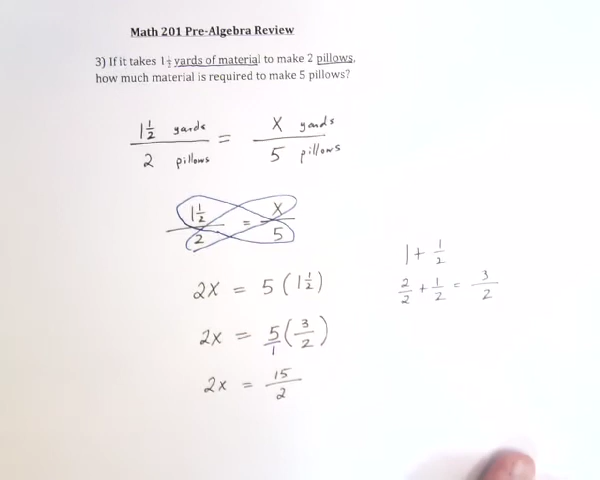 Math 201 Pre-Algebra Review
3) If it takes 1½ yards of material to make 2 pillows,
how much material is required to make 5 pillows?
1½ yards / 2 pillows = X yards / 5 pillows
1½ / 2 = X / 5
1 + 1/2
2X = 5 (1½)
2/2 + 1/2 = 3/2
2X = 5/1 (3/2)
2X = 15/2